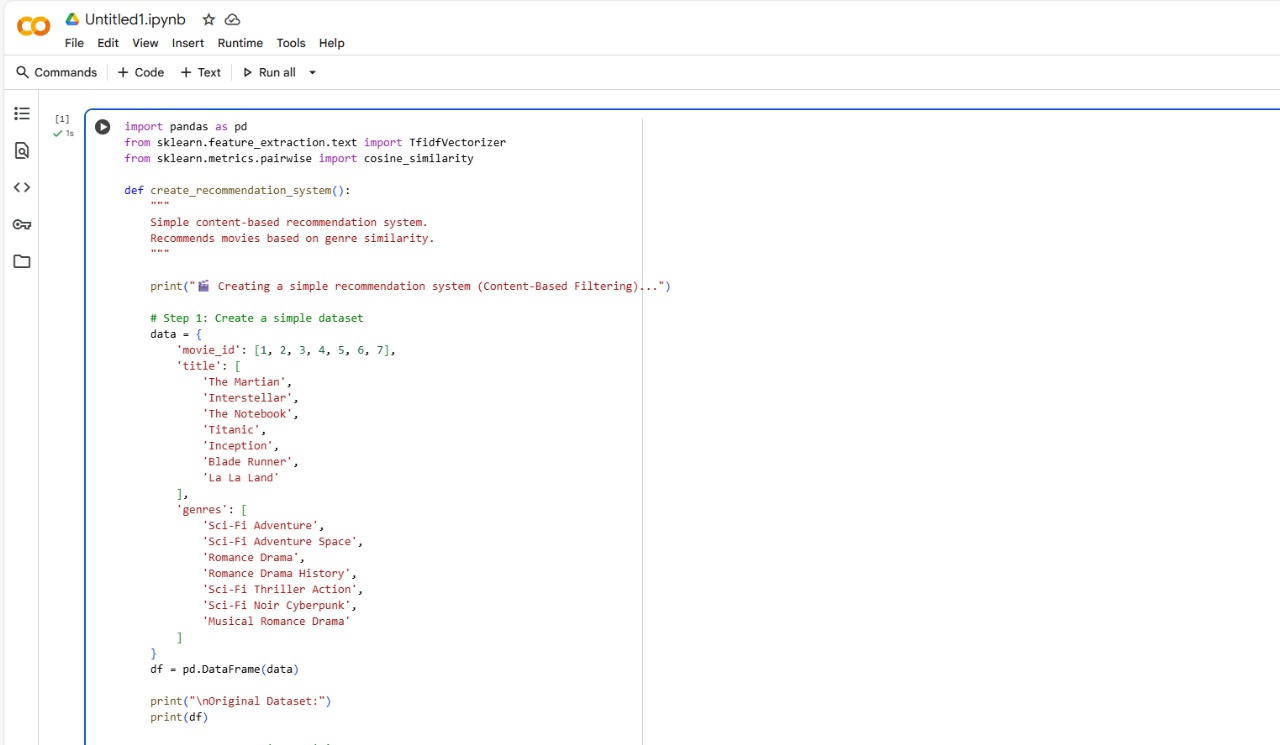 Untitled1.ipynb
File Edit View Insert Runtime Tools Help
Commands + Code + Text Run all
[1]
1s
import pandas as pd
from sklearn.feature_extraction.text import TfidfVectorizer
from sklearn.metrics.pairwise import cosine_similarity
def create_recommendation_system():
"""
Simple content-based recommendation system.
Recommends movies based on genre similarity.
"""
print("🎬 Creating a simple recommendation system (Content-Based Filtering)...")
# Step 1: Create a simple dataset
data = {
'movie_id': [1, 2, 3, 4, 5, 6, 7],
'title': [
'The Martian',
'Interstellar',
'The Notebook',
'Titanic',
'Inception',
'Blade Runner',
'La La Land'
],
'genres': [
'Sci-Fi Adventure',
'Sci-Fi Adventure Space',
'Romance Drama',
'Romance Drama History',
'Sci-Fi Thriller Action',
'Sci-Fi Noir Cyberpunk',
'Musical Romance Drama'
]
}
df = pd.DataFrame(data)
print("\nOriginal Dataset:")
print(df)